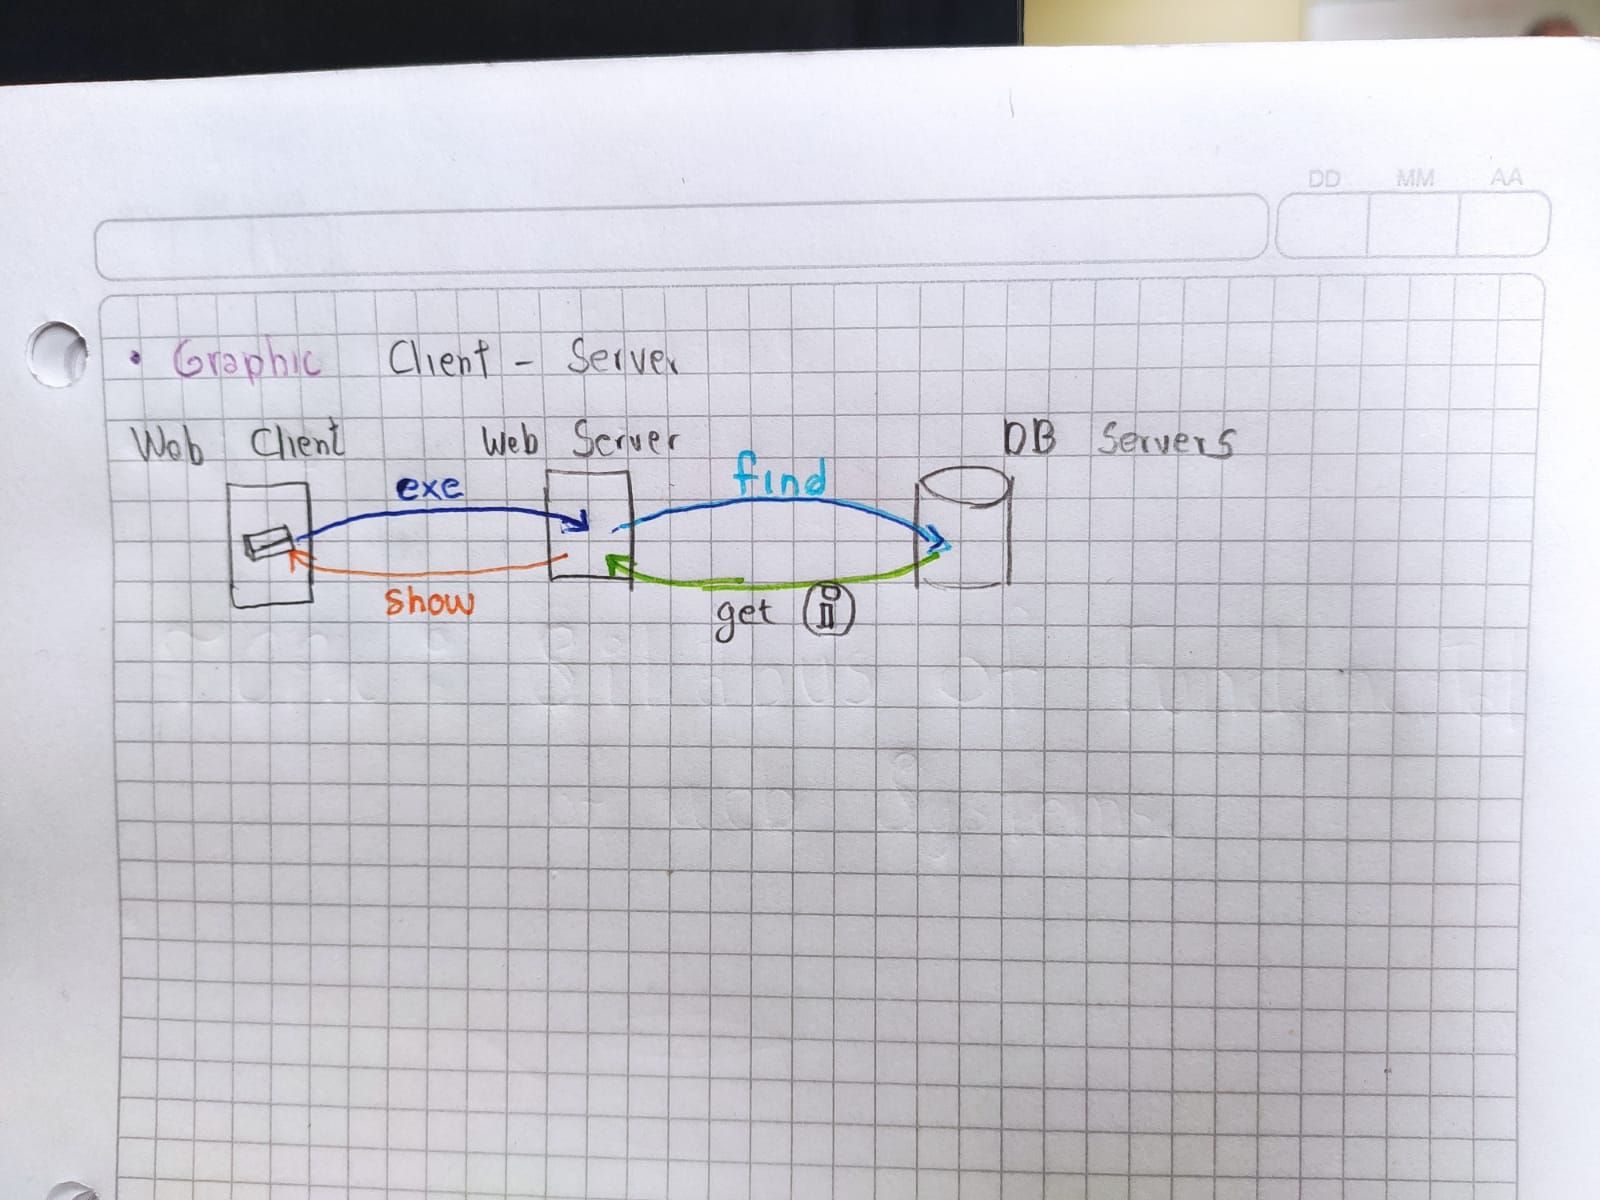 DD MM AA
• Graphic Client - Server
Web Client Web Server DB Servers
exe find
show get i